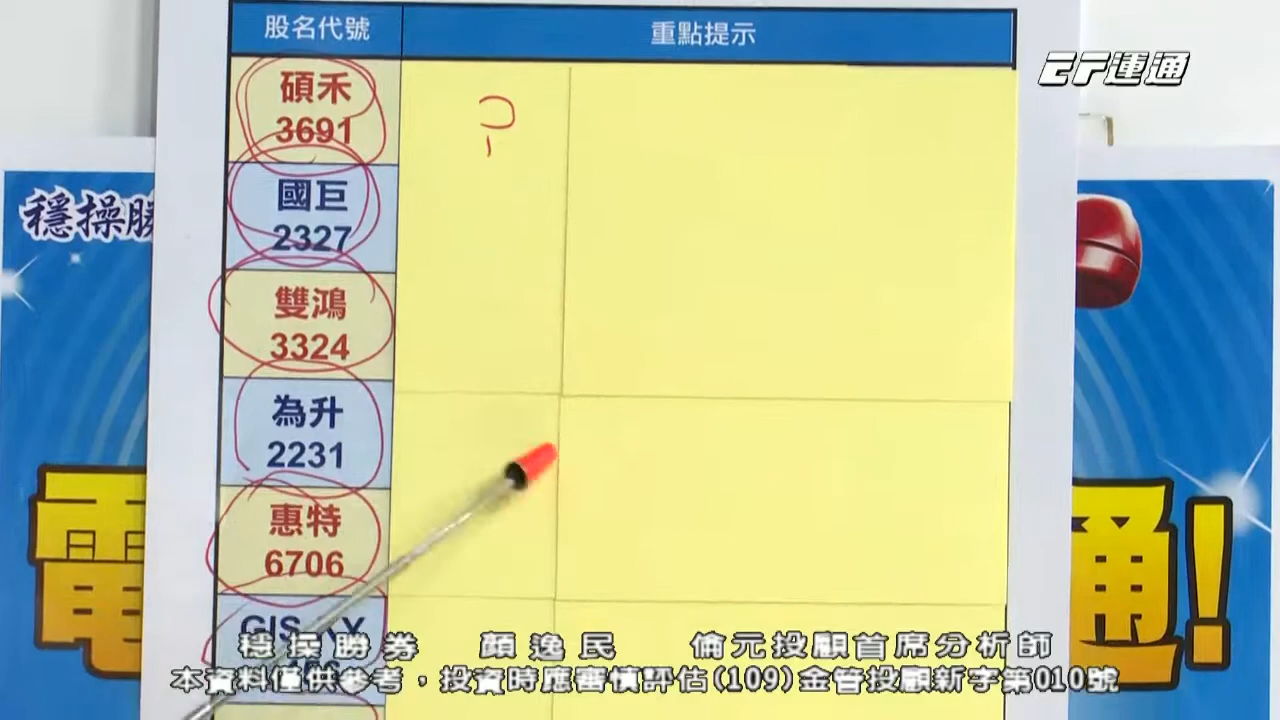 股名代號
重點提示
EF運通
碩禾
3691
國巨
2327
雙鴻
3324
為升
2231
惠特
6706
穩操勝
電
通!
穩操勝券 顏逸民 倫元投顧首席分析師
本資料僅供參考,投資時應審慎評估(109)金管投顧新字第010號